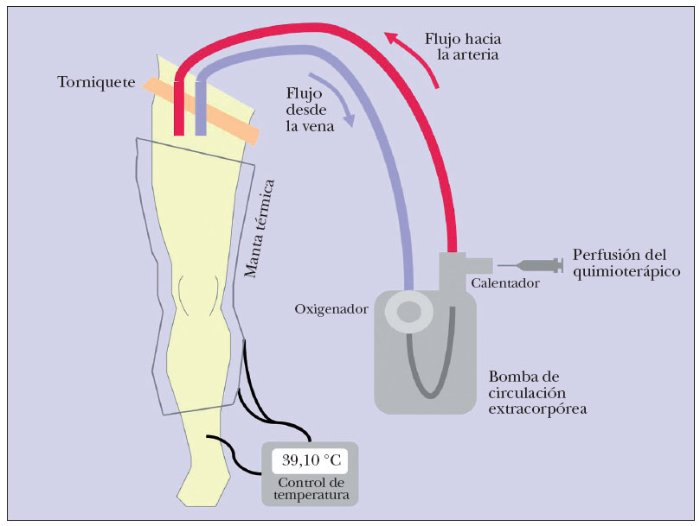 Flujo hacia
la arteria
Torniquete
Flujo
desde
la vena
Manta térmica
Perfusión del
quimioterápico
Calentador
Oxigenador
Bomba de
circulación
extracorpórea
39,10 °C
Control de
temperatura